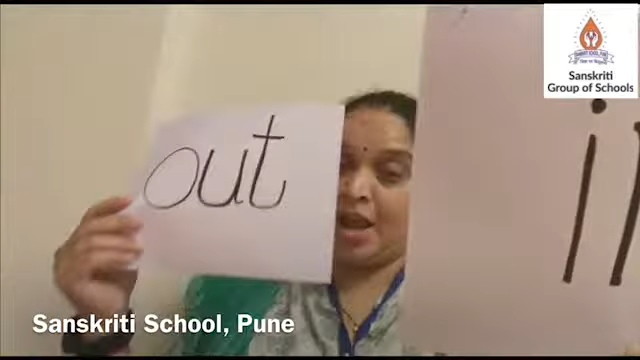 Sanskriti
Group of Schools
out
i
Sanskriti School, Pune